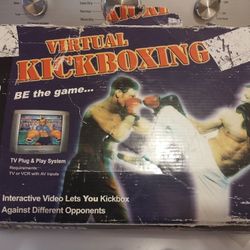 VIRTUAL
KICKBOXING
BE the game...
TV Plug & Play System
Requirements:
TV or VCR with AV Inputs
Interactive Video Lets You Kickbox
Against Different Opponents